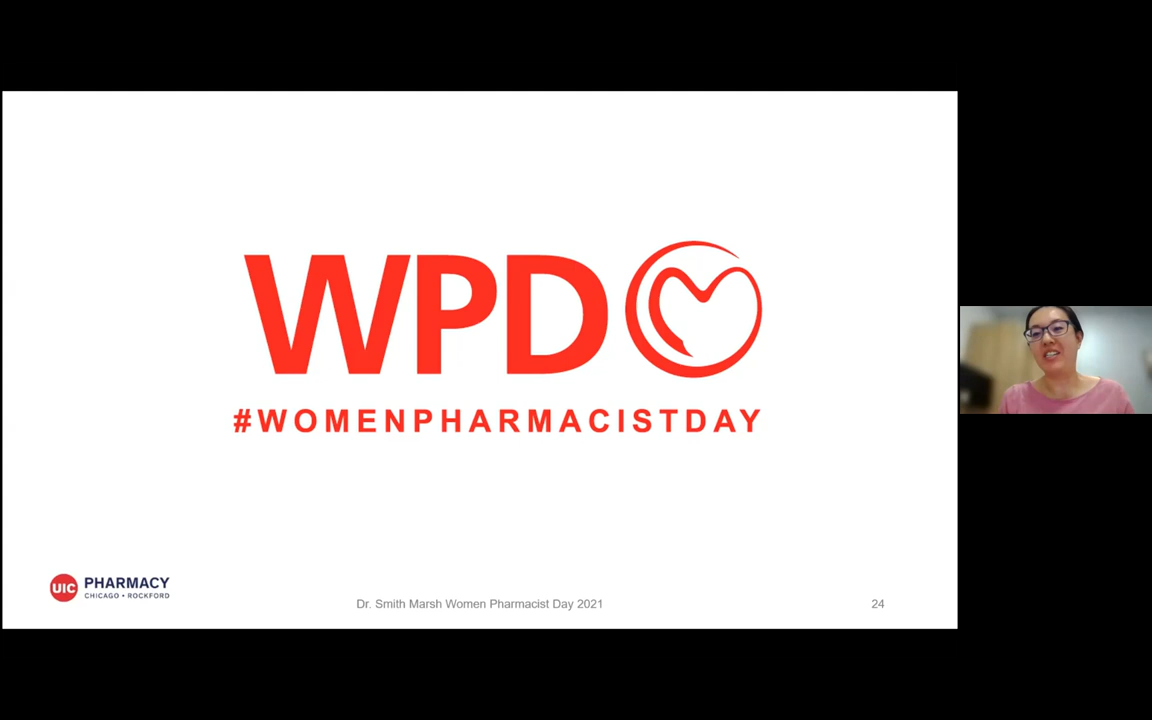 WPD
#WOMENPHARMACISTDAY
UIC PHARMACY
CHICAGO • ROCKFORD
Dr. Smith Marsh Women Pharmacist Day 2021
24